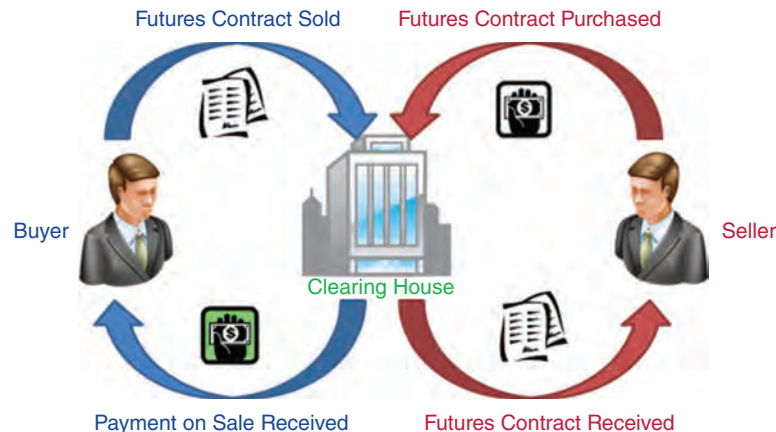 Futures Contract Sold
Futures Contract Purchased
Buyer
Seller
Clearing House
Payment on Sale Received
Futures Contract Received